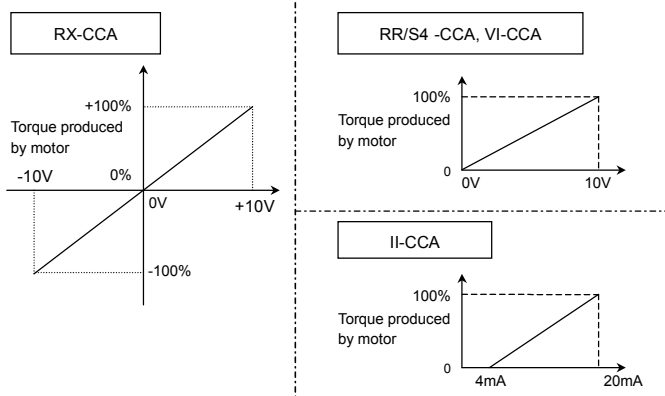 RX-CCA
+100%
Torque produced
by motor
-10V
0%
0V
+10V
-100%
RR/S4 -CCA, VI-CCA
100%
Torque produced
by motor
0
0V
10V
II-CCA
100%
Torque produced
by motor
0
4mA
20mA